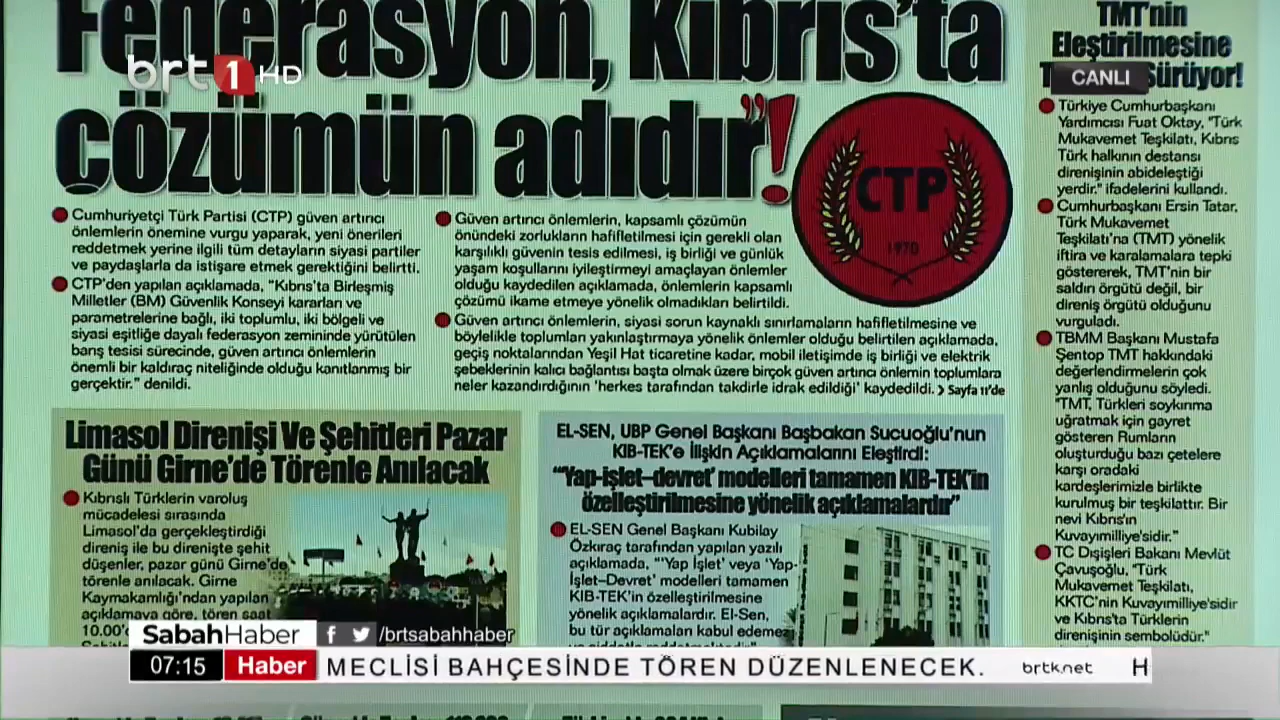 Federasyon, Kıbrıs'ta
çözümün adıdır"!
brt 1 HD
CANLI
CTP
1970
Cumhuriyetçi Türk Partisi (CTP) güven artırıcı
önlemlerin önemine vurgu yaparak, yeni önerileri
reddetmek yerine ilgili tüm detayların siyasi partiler
ve paydaşlarla da istişare etmek gerektiğini belirtti.
CTP'den yapılan açıklamada, "Kıbrıs'ta Birleşmiş
Milletler (BM) Güvenlik Konseyi kararları ve
parametrelerine bağlı, iki toplumlu, iki bölgeli ve
siyasi eşitliğe dayalı federasyon zemininde yürütülen
barış tesisi sürecinde, güven artırıcı önlemlerin
önemli bir kaldıraç niteliğinde olduğu kanıtlanmış bir
gerçektir." denildi.
Güven artırıcı önlemlerin, kapsamlı çözümün
önündeki zorlukların hafifletilmesi için gerekli olan
karşılıklı güvenin tesis edilmesi, iş birliği ve günlük
yaşam koşullarını iyileştirmeyi amaçlayan önlemler
olduğu kaydedilen açıklamada, önlemlerin kapsamlı
çözümü ikame etmeye yönelik olmadıkları belirtildi.
Güven artırıcı önlemlerin, siyasi sorun kaynaklı sınırlamaların hafifletilmesine ve
böylelikle toplumları yakınlaştırmaya yönelik önlemler olduğu belirtilen açıklamada,
geçiş noktalarından Yeşil Hat ticaretine kadar, mobil iletişimde iş birliği ve elektrik
şebeklerinin kalıcı bağlantısı başta olmak üzere birçok güven artırıcı önlemin toplumlara
neler kazandırdığının 'herkes tarafından takdirle idrak edildiği' kaydedildi. ❯ Sayfa 11'de
TMT'nin
Eleştirilmesine
Sürüyor!
Türkiye Cumhurbaşkanı
Yardımcısı Fuat Oktay, "Türk
Mukavemet Teşkilatı, Kıbrıs
Türk halkının destansı
direnişinin abideleştiği
yerdir." ifadelerini kullandı.
Cumhurbaşkanı Ersin Tatar,
Türk Mukavemet
Teşkilatı'na (TMT) yönelik
iftira ve karalamalara tepki
göstererek, TMT'nin bir
saldırı örgütü değil, bir
direniş örgütü olduğunu
vurguladı.
TBMM Başkanı Mustafa
Şentop TMT hakkındaki
değerlendirmelerin çok
yanlış olduğunu söyledi.
"TMT, Türkleri soykırıma
uğratmak için gayret
gösteren Rumların
oluşturduğu bazı çetelere
karşı oradaki
kardeşlerimizle birlikte
kurulmuş bir teşkilattır. Bir
nevi Kıbrıs'ın
Kuvayımilliye'sidir."
TC Dışişleri Bakanı Mevlüt
Çavuşoğlu, "Türk
Mukavemet Teşkilatı,
KKTC'nin Kuvayımilliye'sidir
ve Kıbrıs'ta Türklerin
direnişinin sembolüdür."
Limasol Direnişi Ve Şehitleri Pazar
Günü Girne'de Törenle Anılacak
Kıbrıslı Türklerin varoluş
mücadelesi sırasında
Limasol'da gerçekleştirdiği
direniş ile bu direnişte şehit
düşenler, pazar günü Girne'de
törenle anılacak. Girne
Kaymakamlığı'ndan yapılan
açıklamaya göre, tören saat
10.00'
EL-SEN, UBP Genel Başkanı Başbakan Sucuoğlu'nun
KIB-TEK'e İlişkin Açıklamalarını Eleştirdi:
"'Yap-işlet–devret' modelleri tamamen KIB-TEK'in
özelleştirilmesine yönelik açıklamalardır"
EL-SEN Genel Başkanı Kubilay
Özkıraç tarafından yapılan yazılı
açıklamada, "'Yap İşlet' veya 'Yap-
İşlet–Devret' modelleri tamamen
KIB-TEK'in özelleştirilmesine
yönelik açıklamalardır. El-Sen,
bu tür açıklamaları kabul edemez
SabahHaber
/brtsabahhaber
07:15 Haber MECLİSİ BAHÇESİNDE TÖREN DÜZENLENECEK. brtk.net H